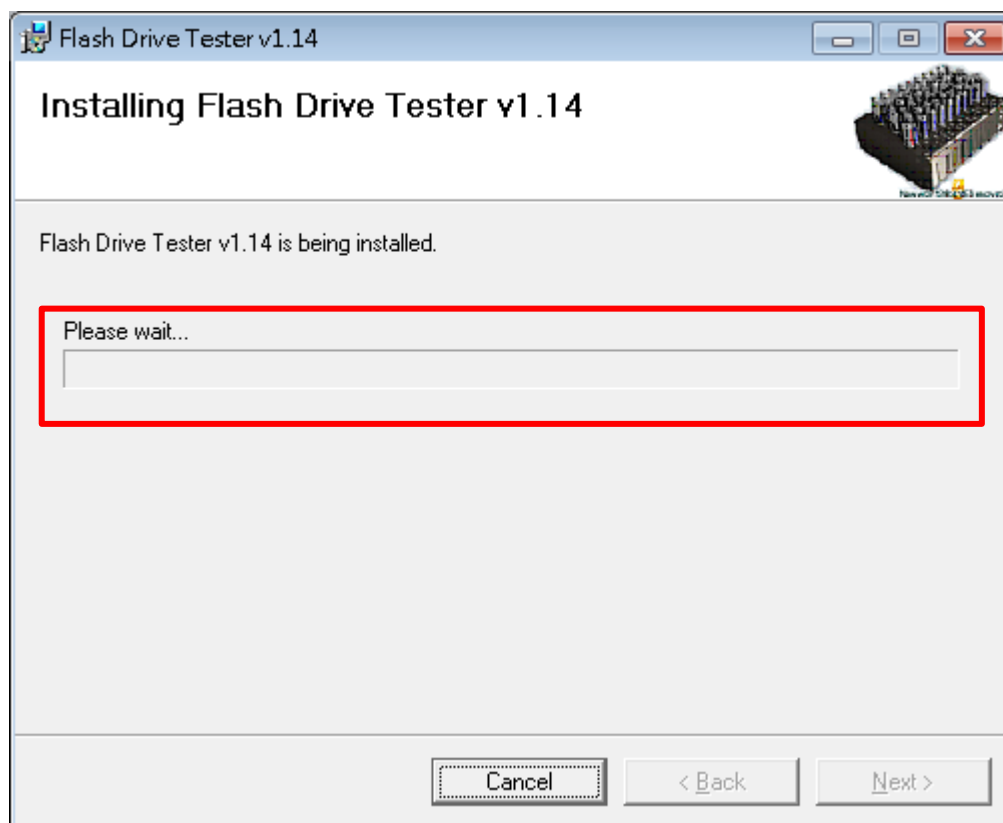 Flash Drive Tester v1.14
Installing Flash Drive Tester v1.14
Flash Drive Tester v1.14 is being installed.
Please wait...
Cancel
< Back
Next >